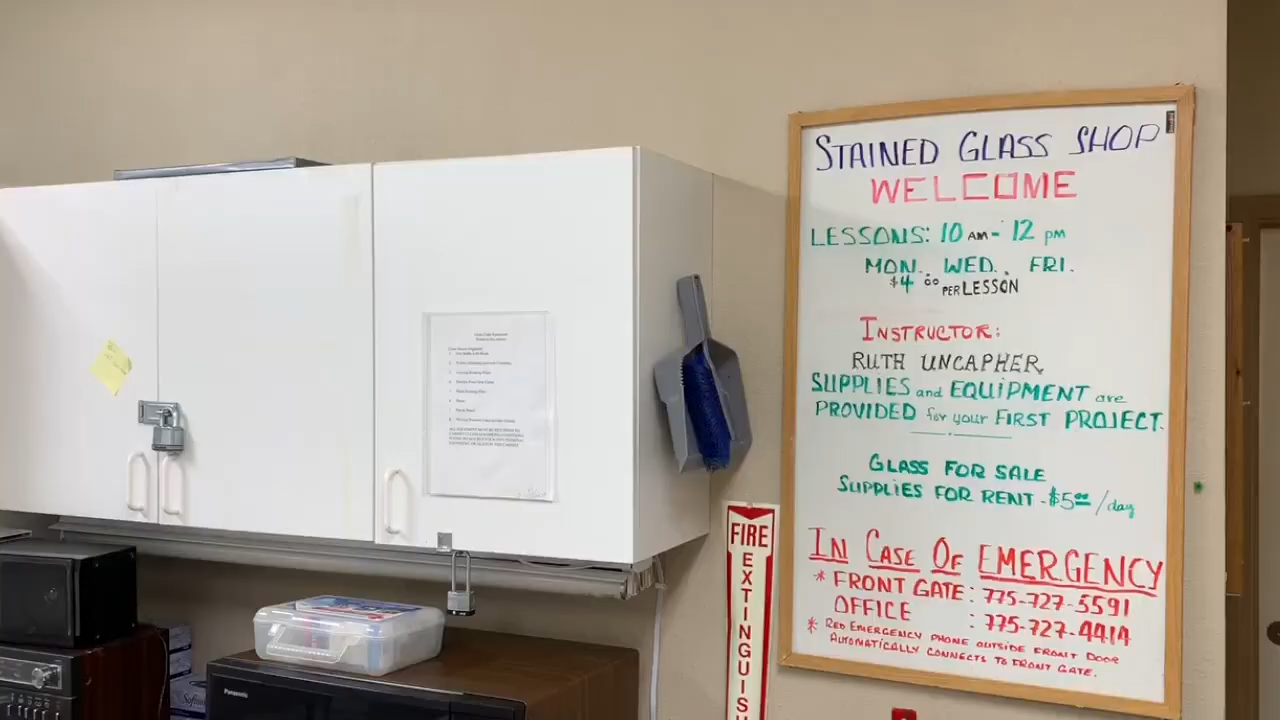 STAINED GLASS SHOP
WELCOME
LESSONS: 10 AM - 12 pm
MON. WED. FRI.
$4.00 PER LESSON
INSTRUCTOR:
RUTH UNCAPHER
SUPPLIES and EQUIPMENT are
PROVIDED for your FIRST PROJECT.
GLASS FOR SALE
SUPPLIES FOR RENT - $5.00/day
IN CASE OF EMERGENCY
* FRONT GATE: 775-727-5591
OFFICE : 775-727-4414
* RED EMERGENCY PHONE OUTSIDE FRONT DOOR
AUTOMATICALLY CONNECTS TO FRONT GATE.
FIRE
EXTINGUISH
Panasonic